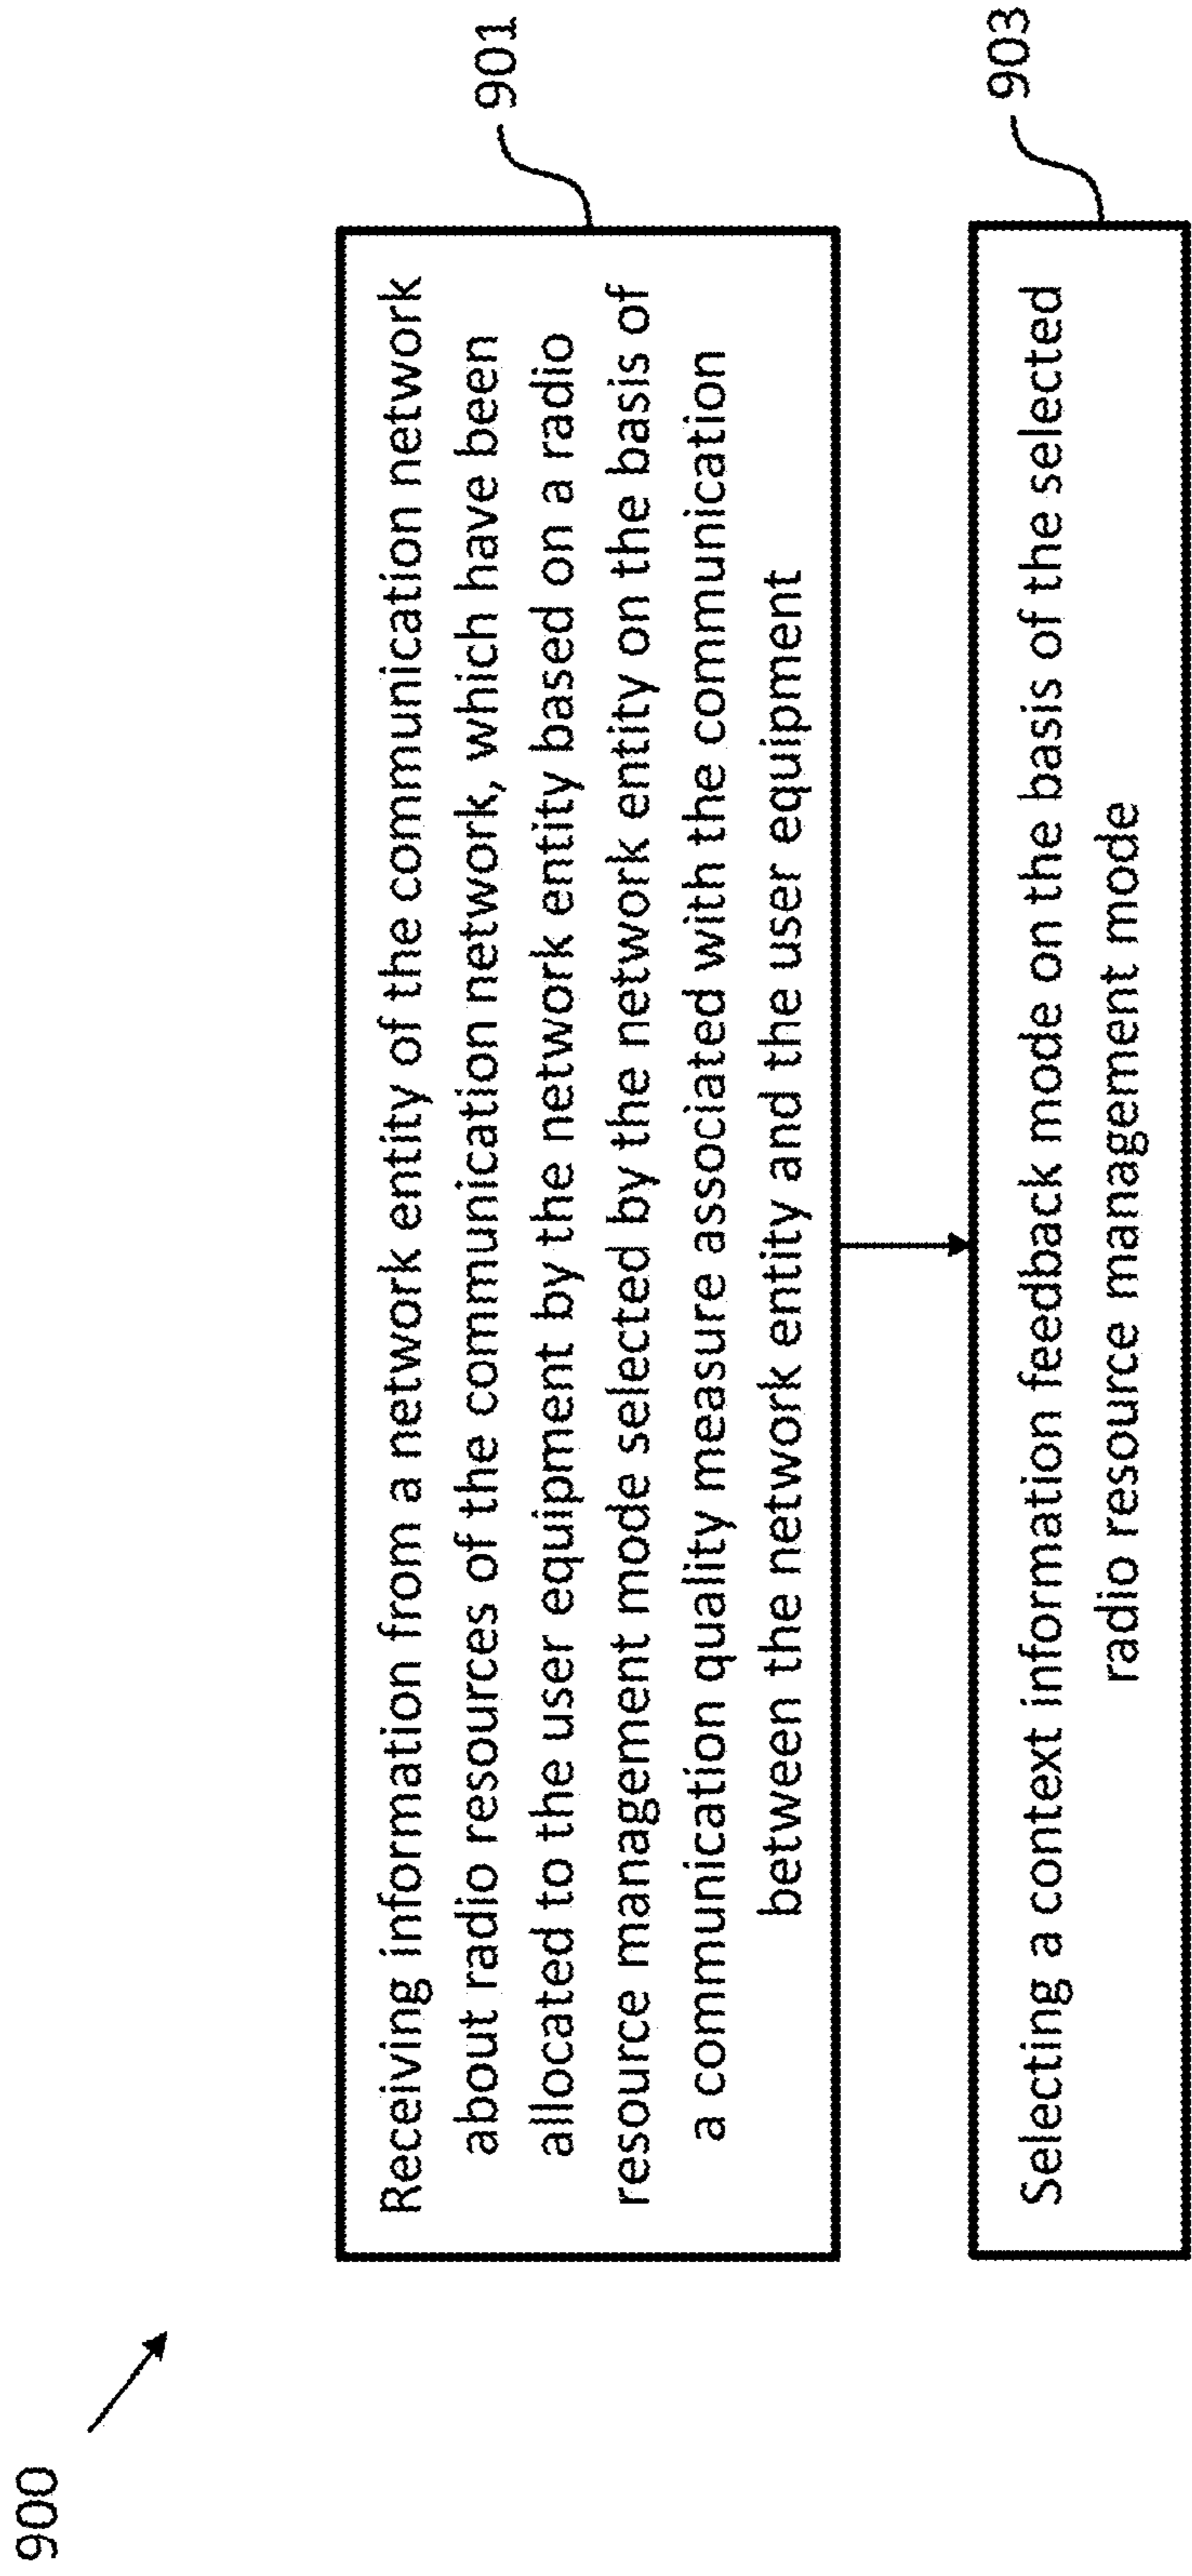 900
Receiving information from a network entity of the communication network
about radio resources of the communication network, which have been
allocated to the user equipment by the network entity based on a radio
resource management mode selected by the network entity on the basis of
a communication quality measure associated with the communication
between the network entity and the user equipment
901
Selecting a context information feedback mode on the basis of the selected
radio resource management mode
903